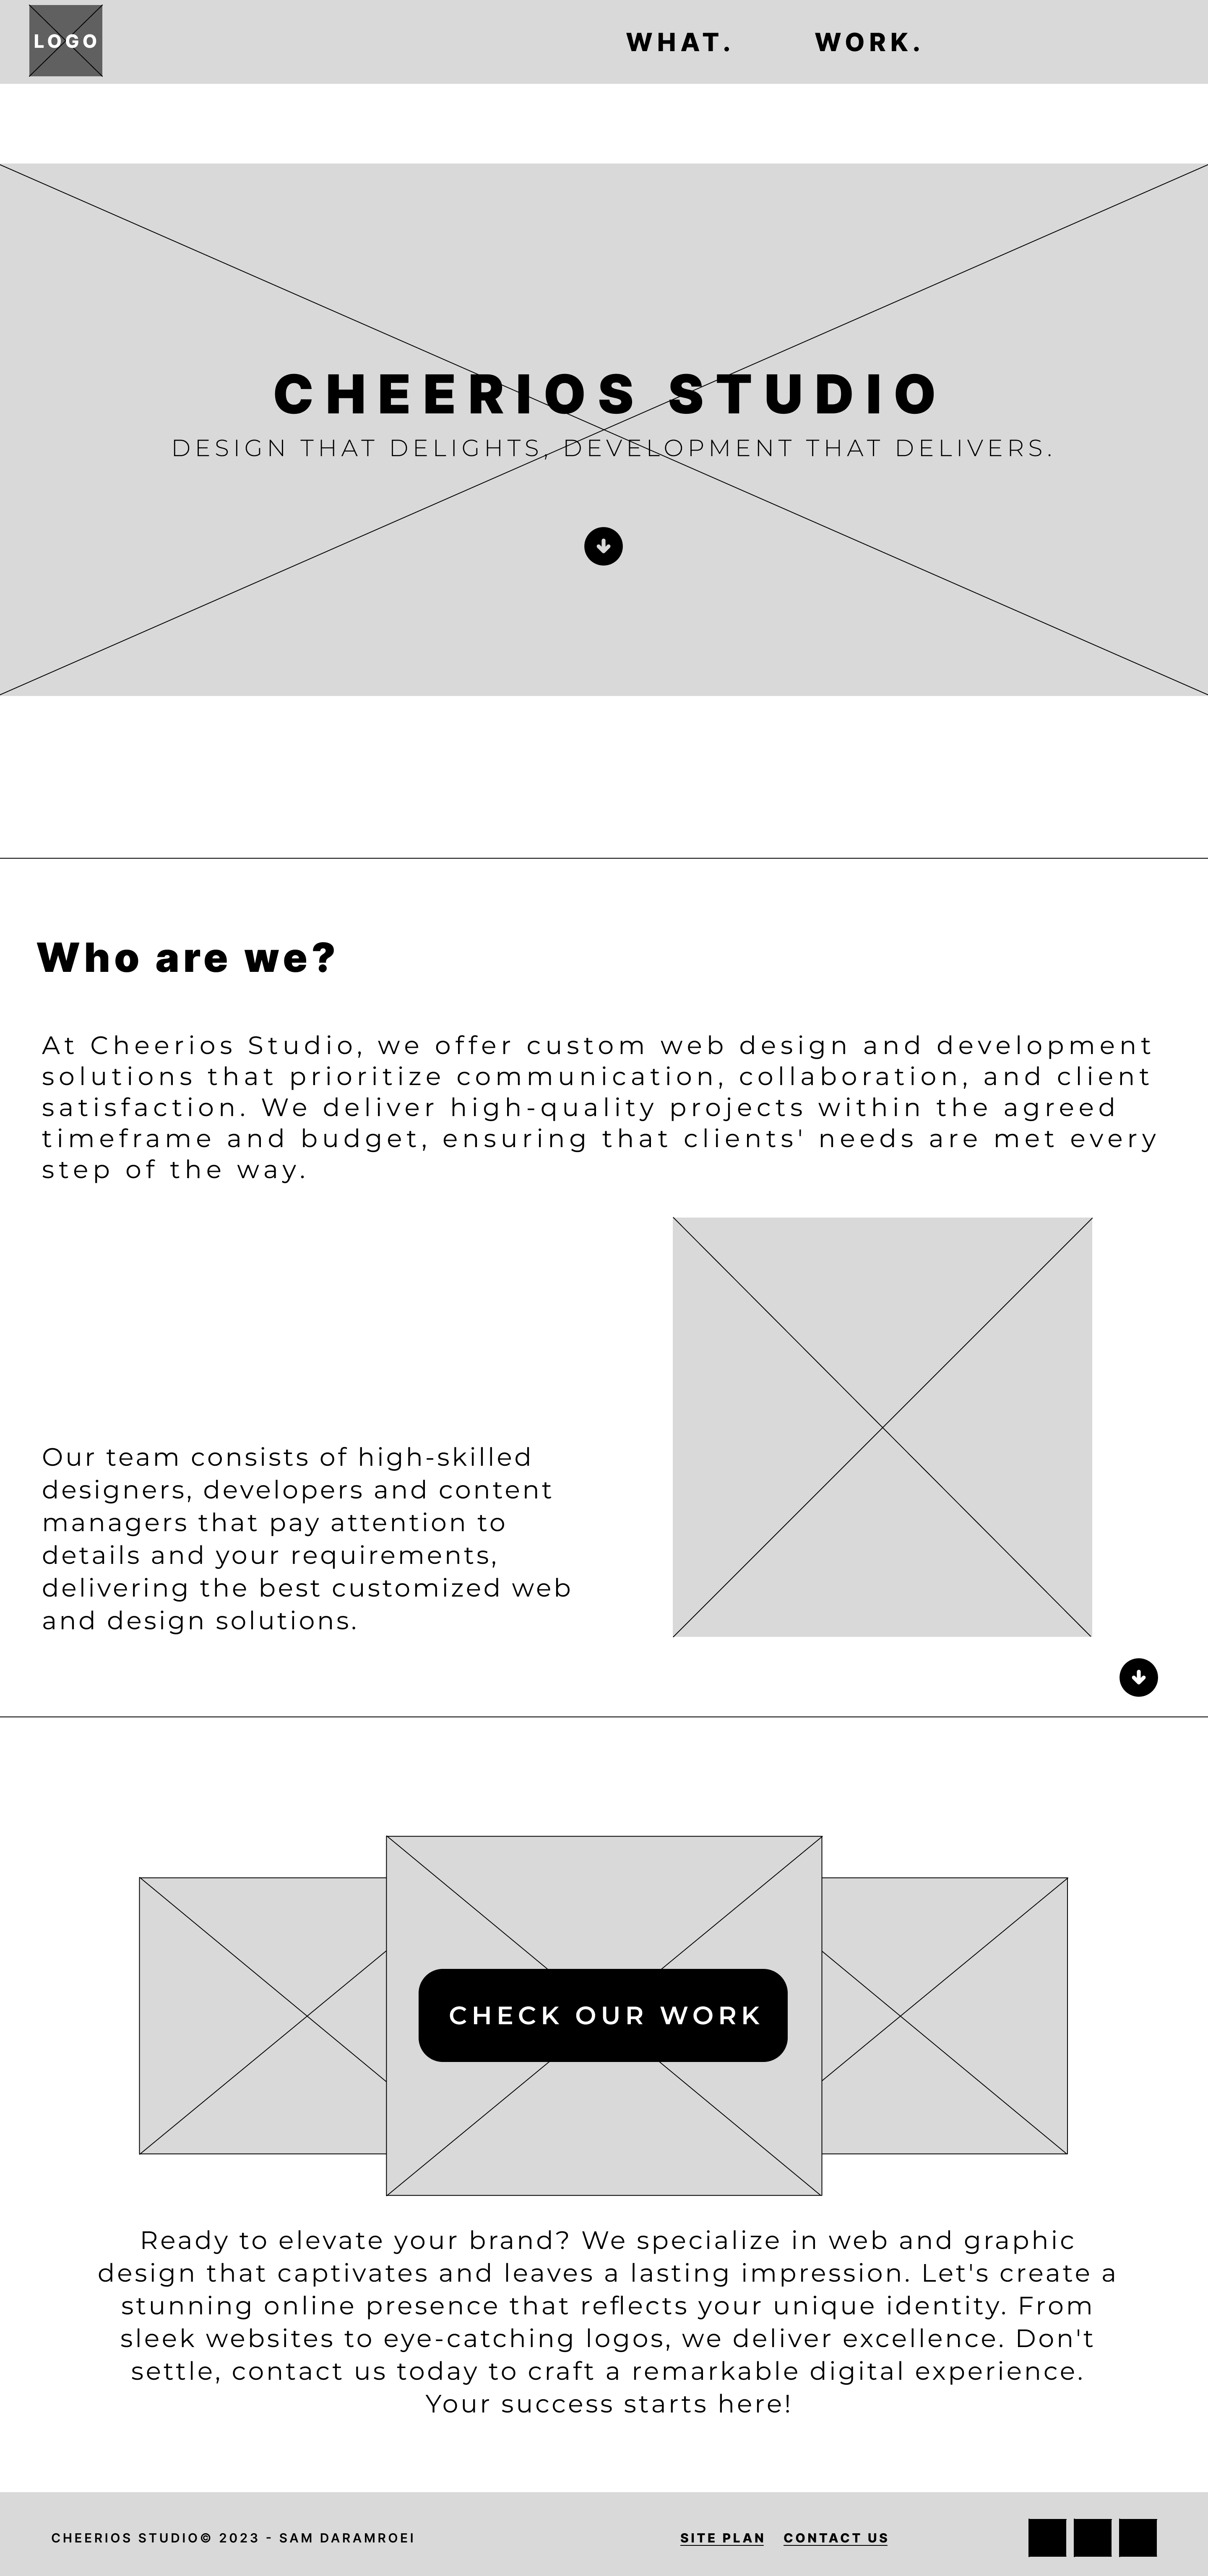 LOGO
WHAT. WORK.
CHEERIOS STUDIO
DESIGN THAT DELIGHTS, DEVELOPMENT THAT DELIVERS.
Who are we?
At Cheerios Studio, we offer custom web design and development
solutions that prioritize communication, collaboration, and client
satisfaction. We deliver high-quality projects within the agreed
timeframe and budget, ensuring that clients' needs are met every
step of the way.
Our team consists of high-skilled
designers, developers and content
managers that pay attention to
details and your requirements,
delivering the best customized web
and design solutions.
CHECK OUR WORK
Ready to elevate your brand? We specialize in web and graphic
design that captivates and leaves a lasting impression. Let's create a
stunning online presence that reflects your unique identity. From
sleek websites to eye-catching logos, we deliver excellence. Don't
settle, contact us today to craft a remarkable digital experience.
Your success starts here!
CHEERIOS STUDIO© 2023 - SAM DARAMROEI
SITE PLAN CONTACT US